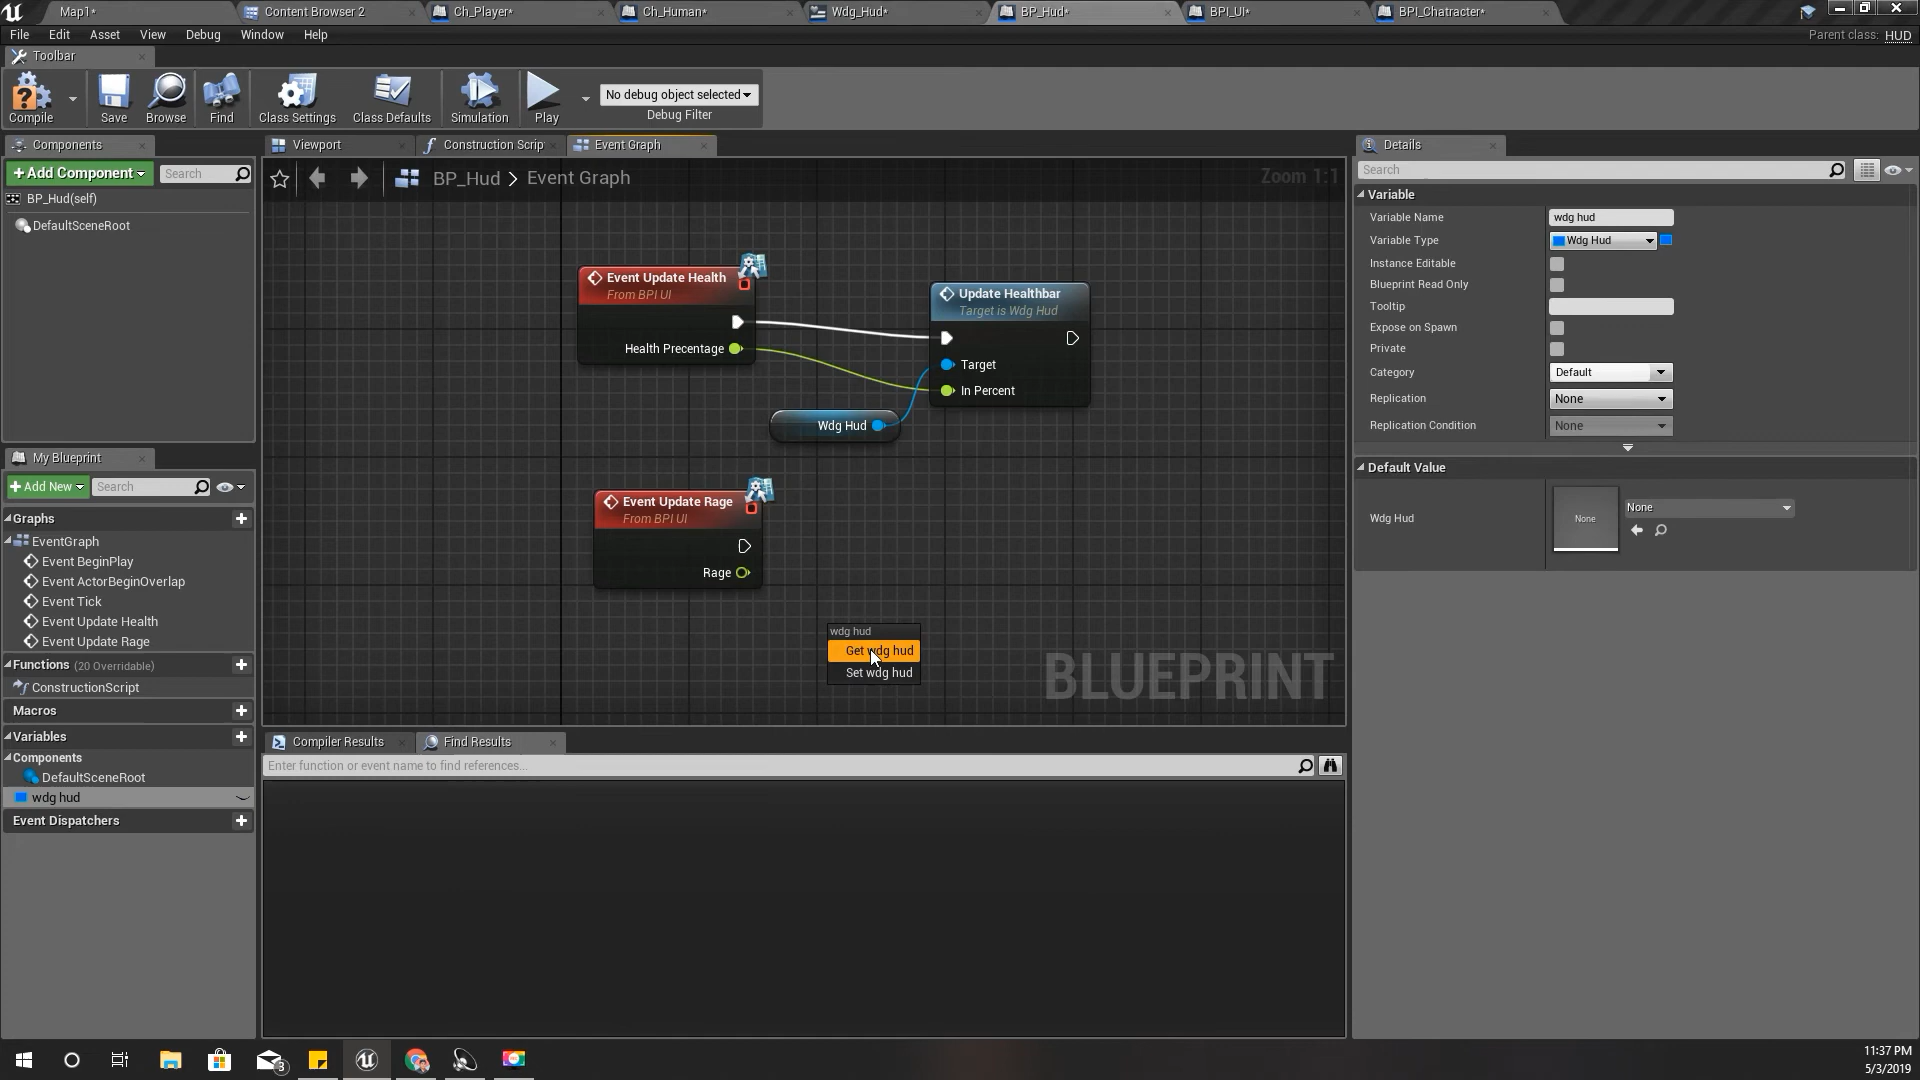 Map1*
Content Browser 2
Ch_Player*
Ch_Human*
Wdg_Hud*
BP_Hud*
BPI_UI*
BPI_Chatracter*
File
Edit
Asset
View
Debug
Window
Help
Parent class: HUD
Toolbar
Compile
Save
Browse
Find
Class Settings
Class Defaults
Simulation
Play
No debug object selected
Debug Filter
Components
+Add Component
Search
BP_Hud(self)
DefaultSceneRoot
Viewport
Construction Scrip
Event Graph
BP_Hud > Event Graph
Zoom 1:1
Event Update Health
From BPI UI
Health Precentage
Update Healthbar
Target is Wdg Hud
Target
In Percent
Wdg Hud
Event Update Rage
From BPI UI
Rage
wdg hud
Get wdg hud
Set wdg hud
BLUEPRINT
My Blueprint
+Add New
Search
Graphs
EventGraph
Event BeginPlay
Event ActorBeginOverlap
Event Tick
Event Update Health
Event Update Rage
Functions (20 Overridable)
ConstructionScript
Macros
Variables
Components
DefaultSceneRoot
wdg hud
Event Dispatchers
Compiler Results
Find Results
Enter function or event name to find references...
Details
Search
Variable
Variable Name
wdg hud
Variable Type
Wdg Hud
Instance Editable
Blueprint Read Only
Tooltip
Expose on Spawn
Private
Category
Default
Replication
None
Replication Condition
None
Default Value
Wdg Hud
None
None
3
11:37 PM
5/3/2019